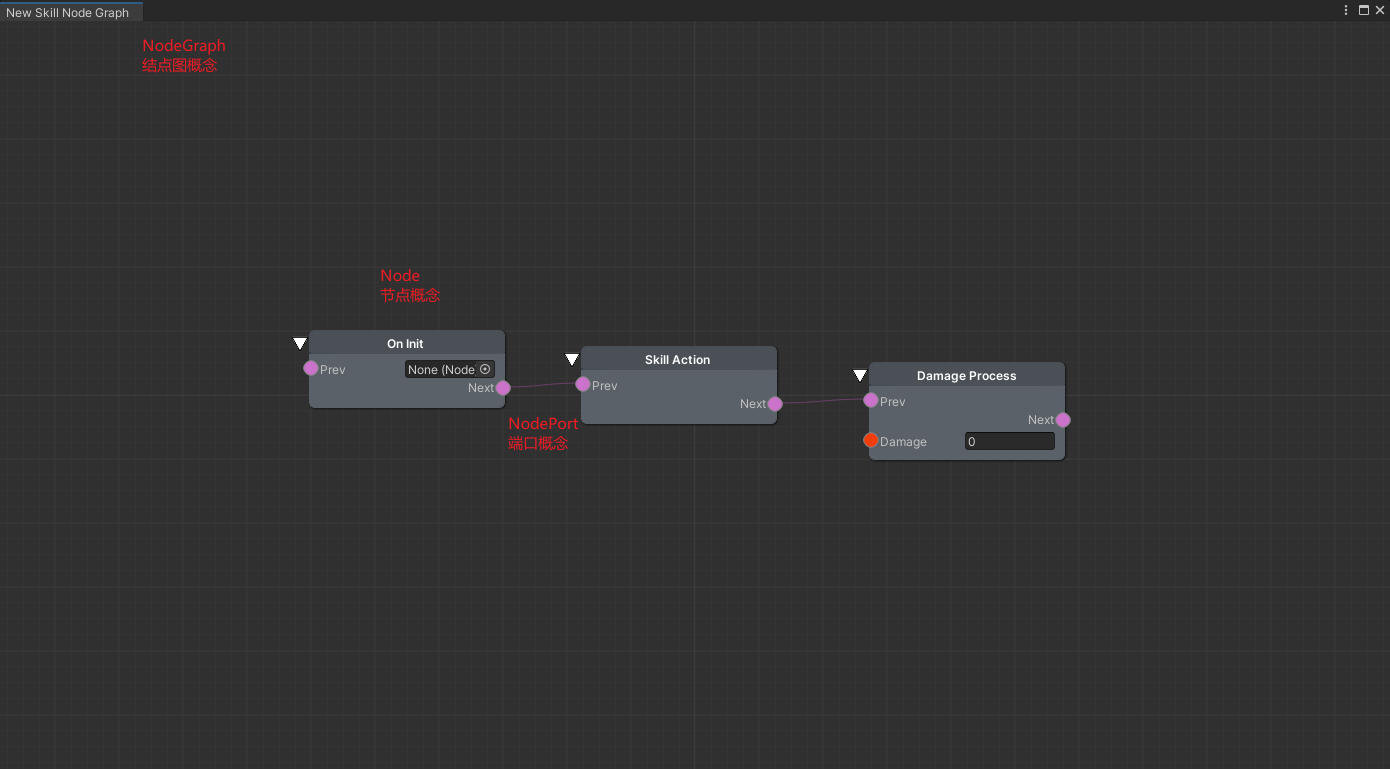 New Skill Node Graph
NodeGraph
结点图概念
Node
节点概念
On Init
Prev
None (Node
Next
NodePort
端口概念
Skill Action
Prev
Next
Damage Process
Prev
Next
Damage
0